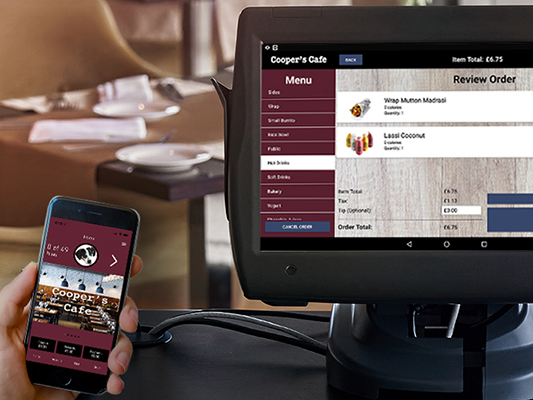 Cooper's Cafe
BACK
Item Total: £6.75
Menu
Review Order
Sides
Wrap
Small Burrito
Rice Bowl
Hot Drinks
Soft Drinks
Bakery
Yogurt
CANCEL ORDER
Wrap Mutton Madrasi
0 calories
Quantity: 1
Lassi Coconut
0 calories
Quantity: 1
Item Total: £6.75
Tax: £1.13
Tip (Optional): £0.00
Order Total: £6.75
0 of 49
Cooper's
Cafe